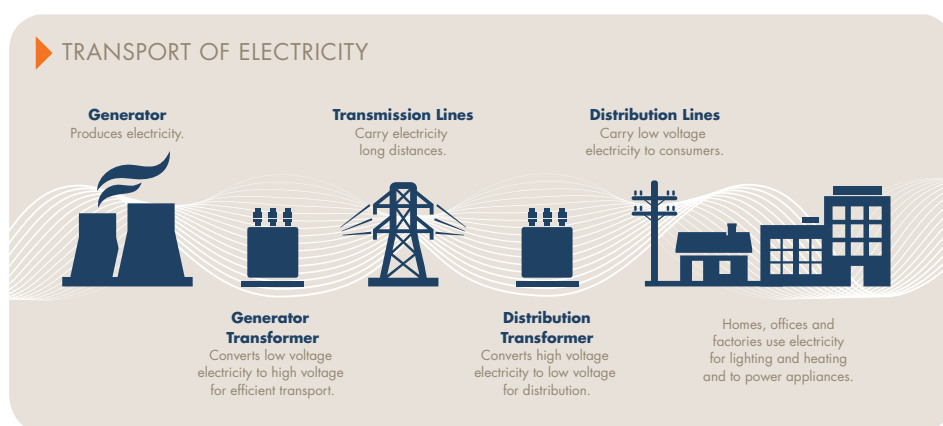 TRANSPORT OF ELECTRICITY
Generator
Produces electricity.
Transmission Lines
Carry electricity
long distances.
Distribution Lines
Carry low voltage
electricity to consumers.
Generator
Transformer
Converts low voltage
electricity to high voltage
for efficient transport.
Distribution
Transformer
Converts high voltage
electricity to low voltage
for distribution.
Homes, offices and
factories use electricity
for lighting and heating
and to power appliances.